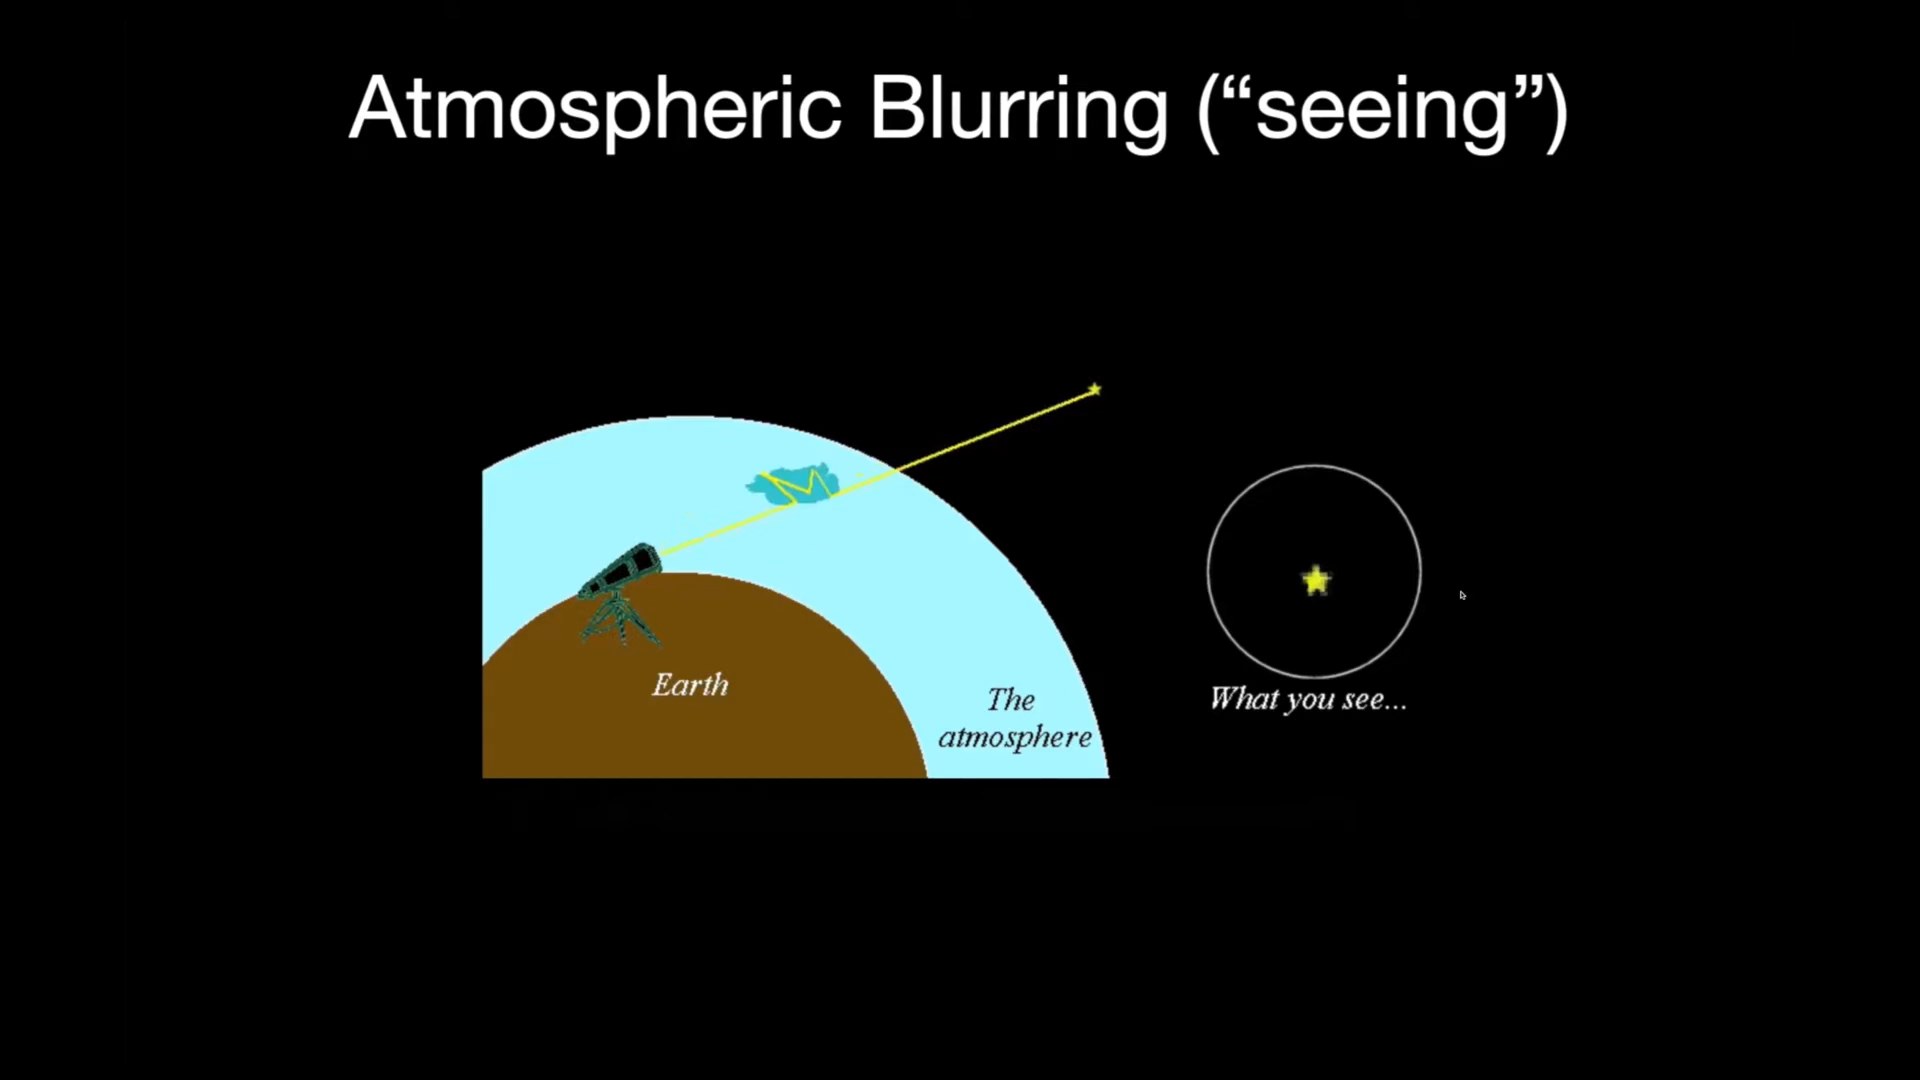 Atmospheric Blurring (“seeing”)
Earth
The
atmosphere
What you see...